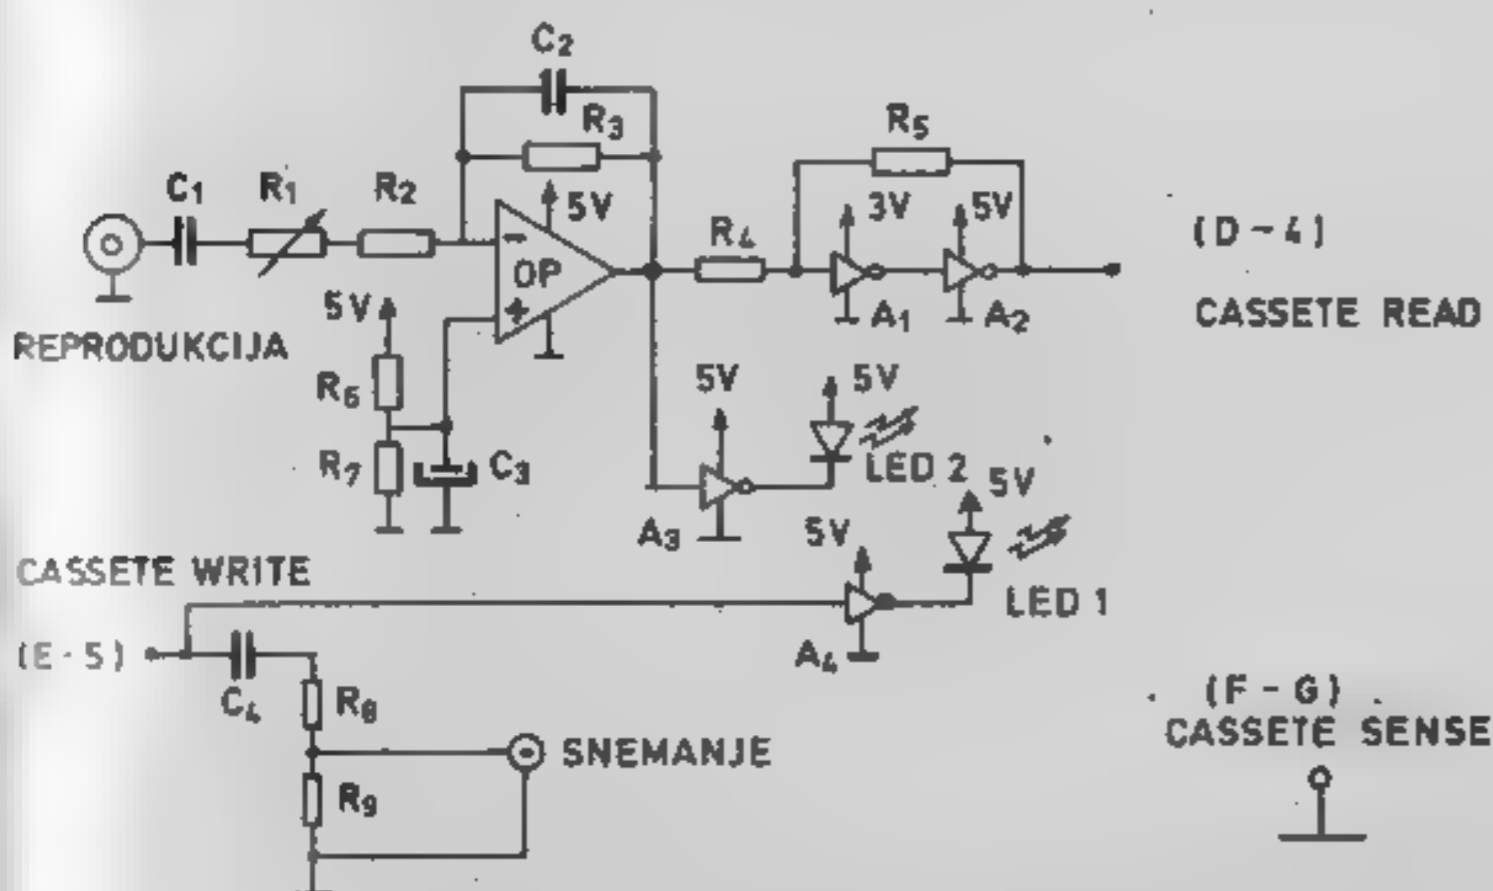 C2
R3
R5
C1 R1 R2
5V
3V 5V
(D-4)
R4
OP
5V
A1 A2
CASSETE READ
REPRODUKCIJA
R6
5V 5V
R7
C3
LED 2
5V
A3
5V
CASSETE WRITE
LED 1
(E-5)
A4
C4
R8
(F-G)
CASSETE SENSE
SNEMANJE
R9